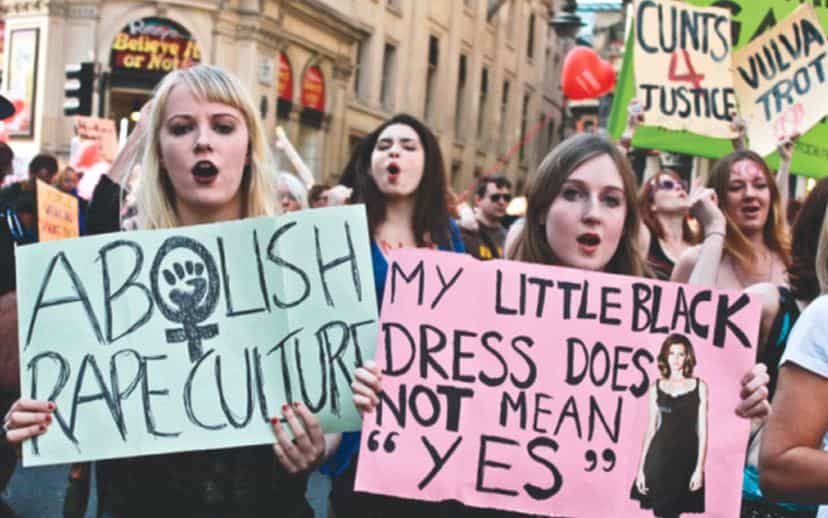 Ripley's
Believe It
or Not!
CUNTS
4
JUSTICE
VULVA
TROT
ABOLISH
RAPE CULTURE
MY LITTLE BLACK
DRESS DOES
NOT MEAN
“ YES ”